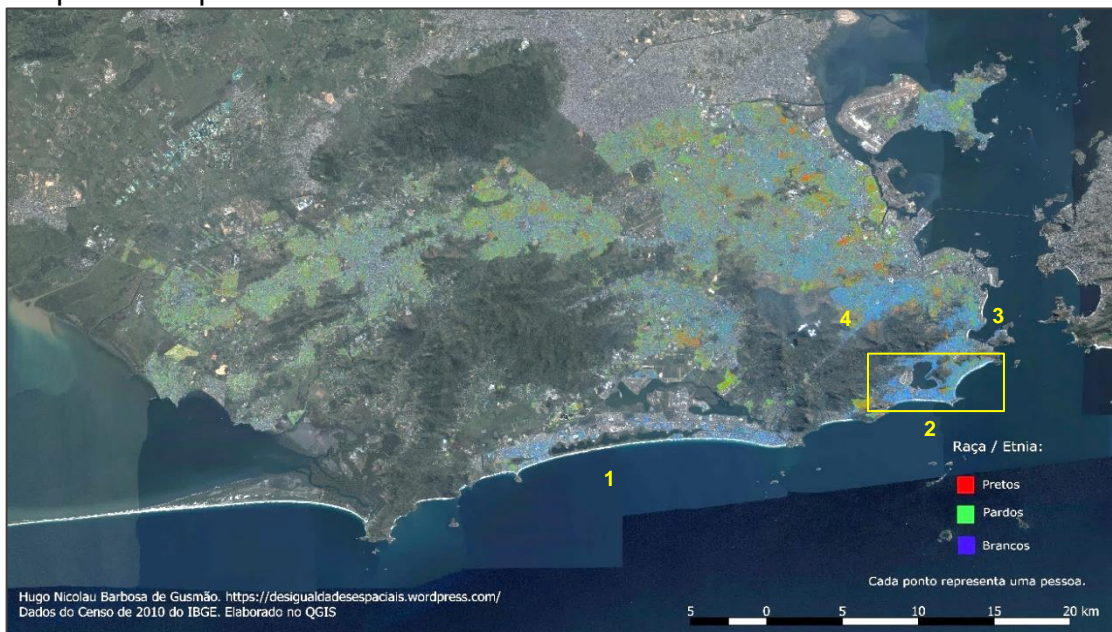 4
3
2
1
Raça / Etnia:
Pretos
Pardos
Brancos
Cada ponto representa uma pessoa.
Hugo Nicolau Barbosa de Gusmão. https://desigualdadesespaciais.wordpress.com/
Dados do Censo de 2010 do IBGE. Elaborado no QGIS
5 0 5 10 15 20 km